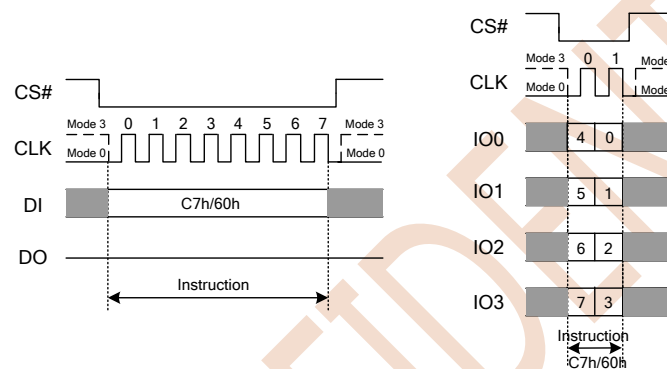 CS#
Mode 3 0 1 2 3 4 5 6 7 Mode 3
CLK
Mode 0 Mode 0
DI C7h/60h
DO
Instruction
CS#
Mode 3 0 1 Mode
CLK
Mode 0 Mode
IO0 4 0
IO1 5 1
IO2 6 2
IO3 7 3
Instruction
C7h/60h